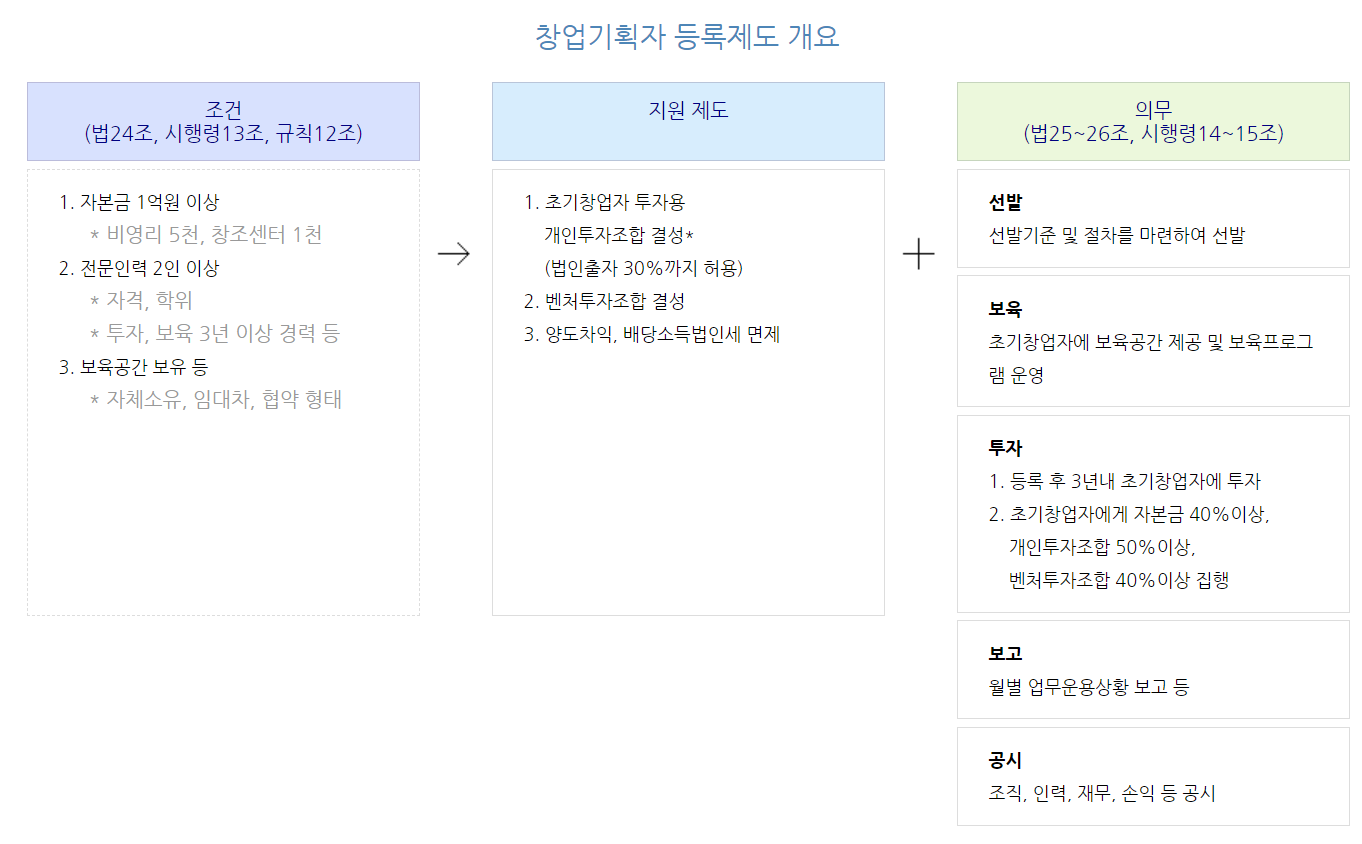 창업기획자 등록제도 개요
조건
(법24조, 시행령13조, 규칙12조)
1. 자본금 1억원 이상
* 비영리 5천, 창조센터 1천
2. 전문인력 2인 이상
* 자격, 학위
* 투자, 보육 3년 이상 경력 등
3. 보육공간 보유 등
* 자체소유, 임대차, 협약 형태
→
지원 제도
1. 초기창업자 투자용
개인투자조합 결성*
(법인출자 30%까지 허용)
2. 벤처투자조합 결성
3. 양도차익, 배당소득법인세 면제
+
의무
(법25~26조, 시행령14~15조)
선발
선발기준 및 절차를 마련하여 선발
보육
초기창업자에 보육공간 제공 및 보육프로그
램 운영
투자
1. 등록 후 3년내 초기창업자에 투자
2. 초기창업자에게 자본금 40%이상,
개인투자조합 50%이상,
벤처투자조합 40%이상 집행
보고
월별 업무운용상황 보고 등
공시
조직, 인력, 재무, 손익 등 공시